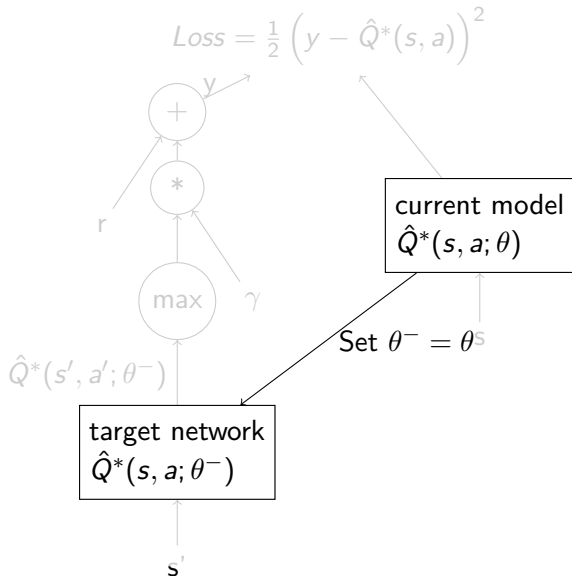 Loss = ½ (y − Q̂*(s, a))²
y
+
*
r
current model
Q̂*(s, a; θ)
max
γ
Set θ⁻ = θ
s
Q̂*(s′, a′; θ⁻)
target network
Q̂*(s, a; θ⁻)
s'